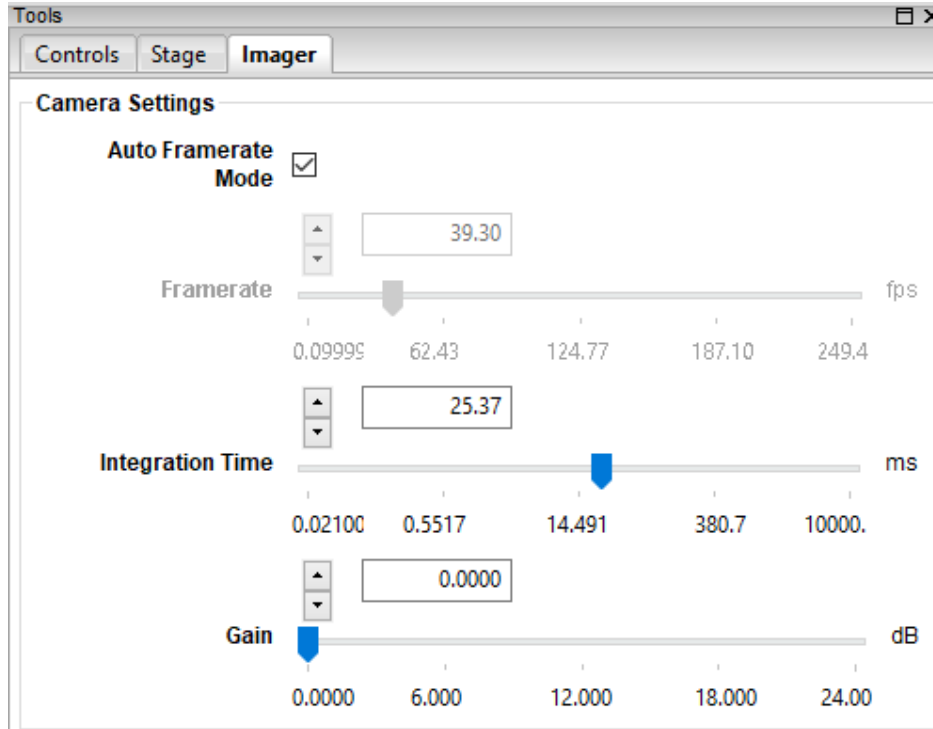 Tools
Controls Stage Imager
Camera Settings
Auto Framerate
Mode
39.30
Framerate fps
0.09999 62.43 124.77 187.10 249.4
25.37
Integration Time ms
0.02100 0.5517 14.491 380.7 10000.
0.0000
Gain dB
0.0000 6.000 12.000 18.000 24.00